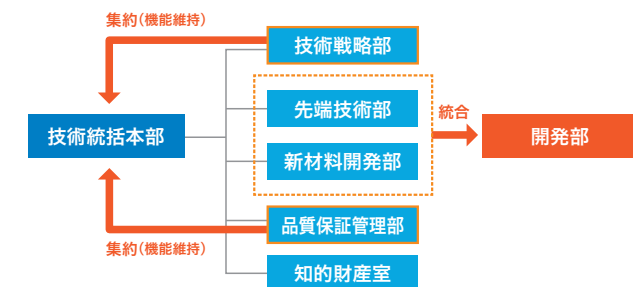 集約(機能維持)
技術戦略部
先端技術部
統合
技術統括本部
開発部
新材料開発部
品質保証管理部
集約(機能維持)
知的財産室